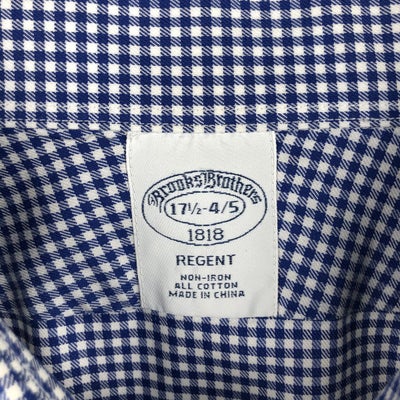 Brooks Brothers
17½-4/5
1818
REGENT
NON-IRON
ALL COTTON
MADE IN CHINA